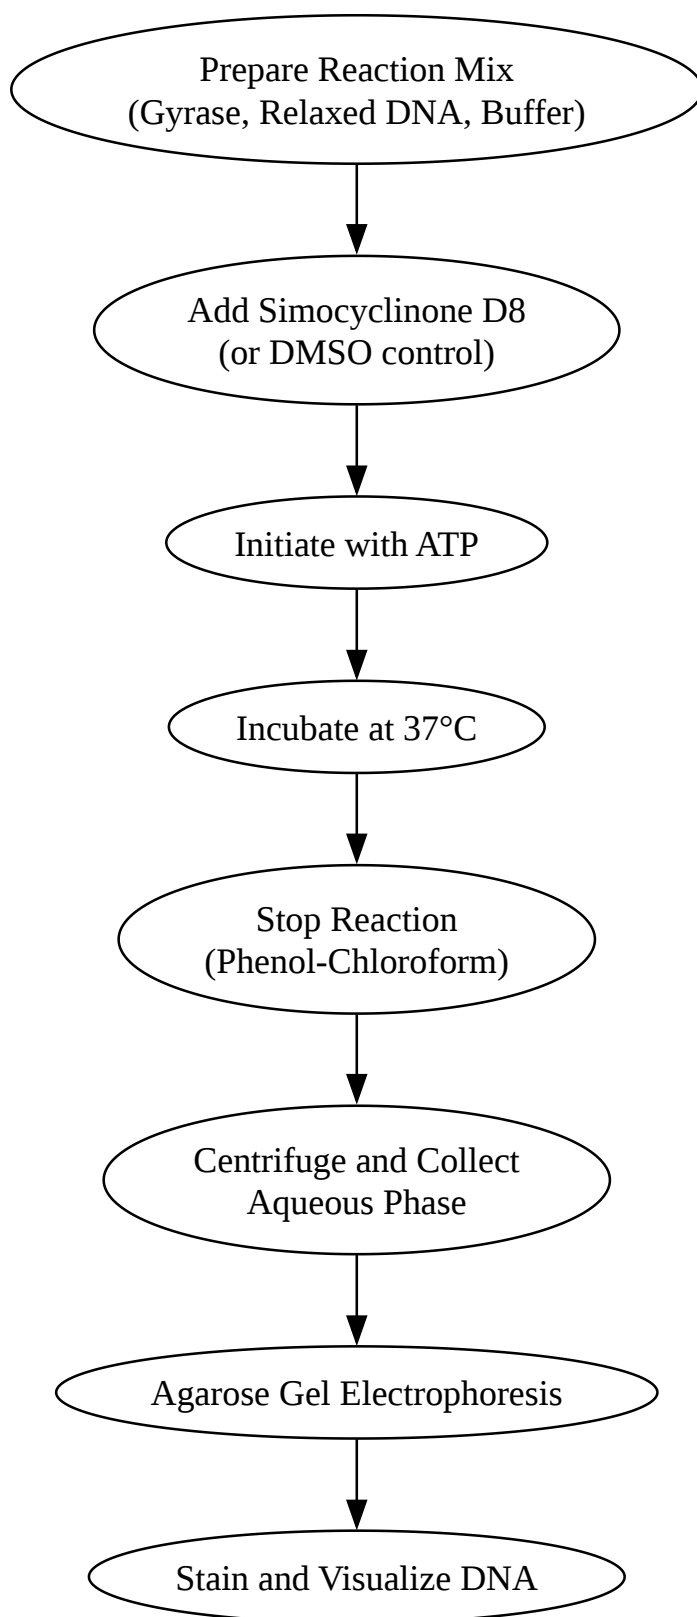 Prepare Reaction Mix
(Gyrase, Relaxed DNA, Buffer)
Add Simocyclinone D8
(or DMSO control)
Initiate with ATP
Incubate at 37°C
Stop Reaction
(Phenol-Chloroform)
Centrifuge and Collect
Aqueous Phase
Agarose Gel Electrophoresis
Stain and Visualize DNA